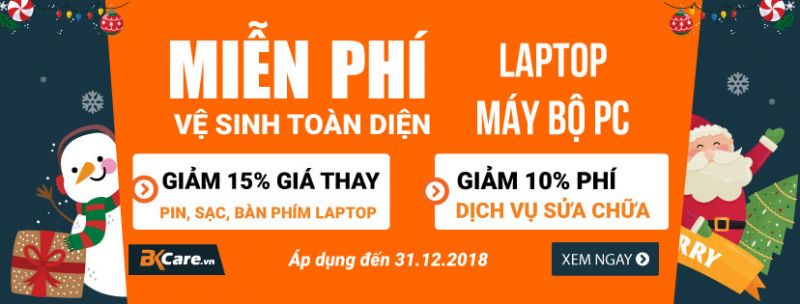 MIỄN PHÍ
VỆ SINH TOÀN DIỆN
LAPTOP
MÁY BỘ PC
GIẢM 15% GIÁ THAY
PIN, SẠC, BÀN PHÍM LAPTOP
GIẢM 10% PHÍ
DỊCH VỤ SỬA CHỮA
BKCare.vn
Áp dụng đến 31.12.2018
XEM NGAY
RRY